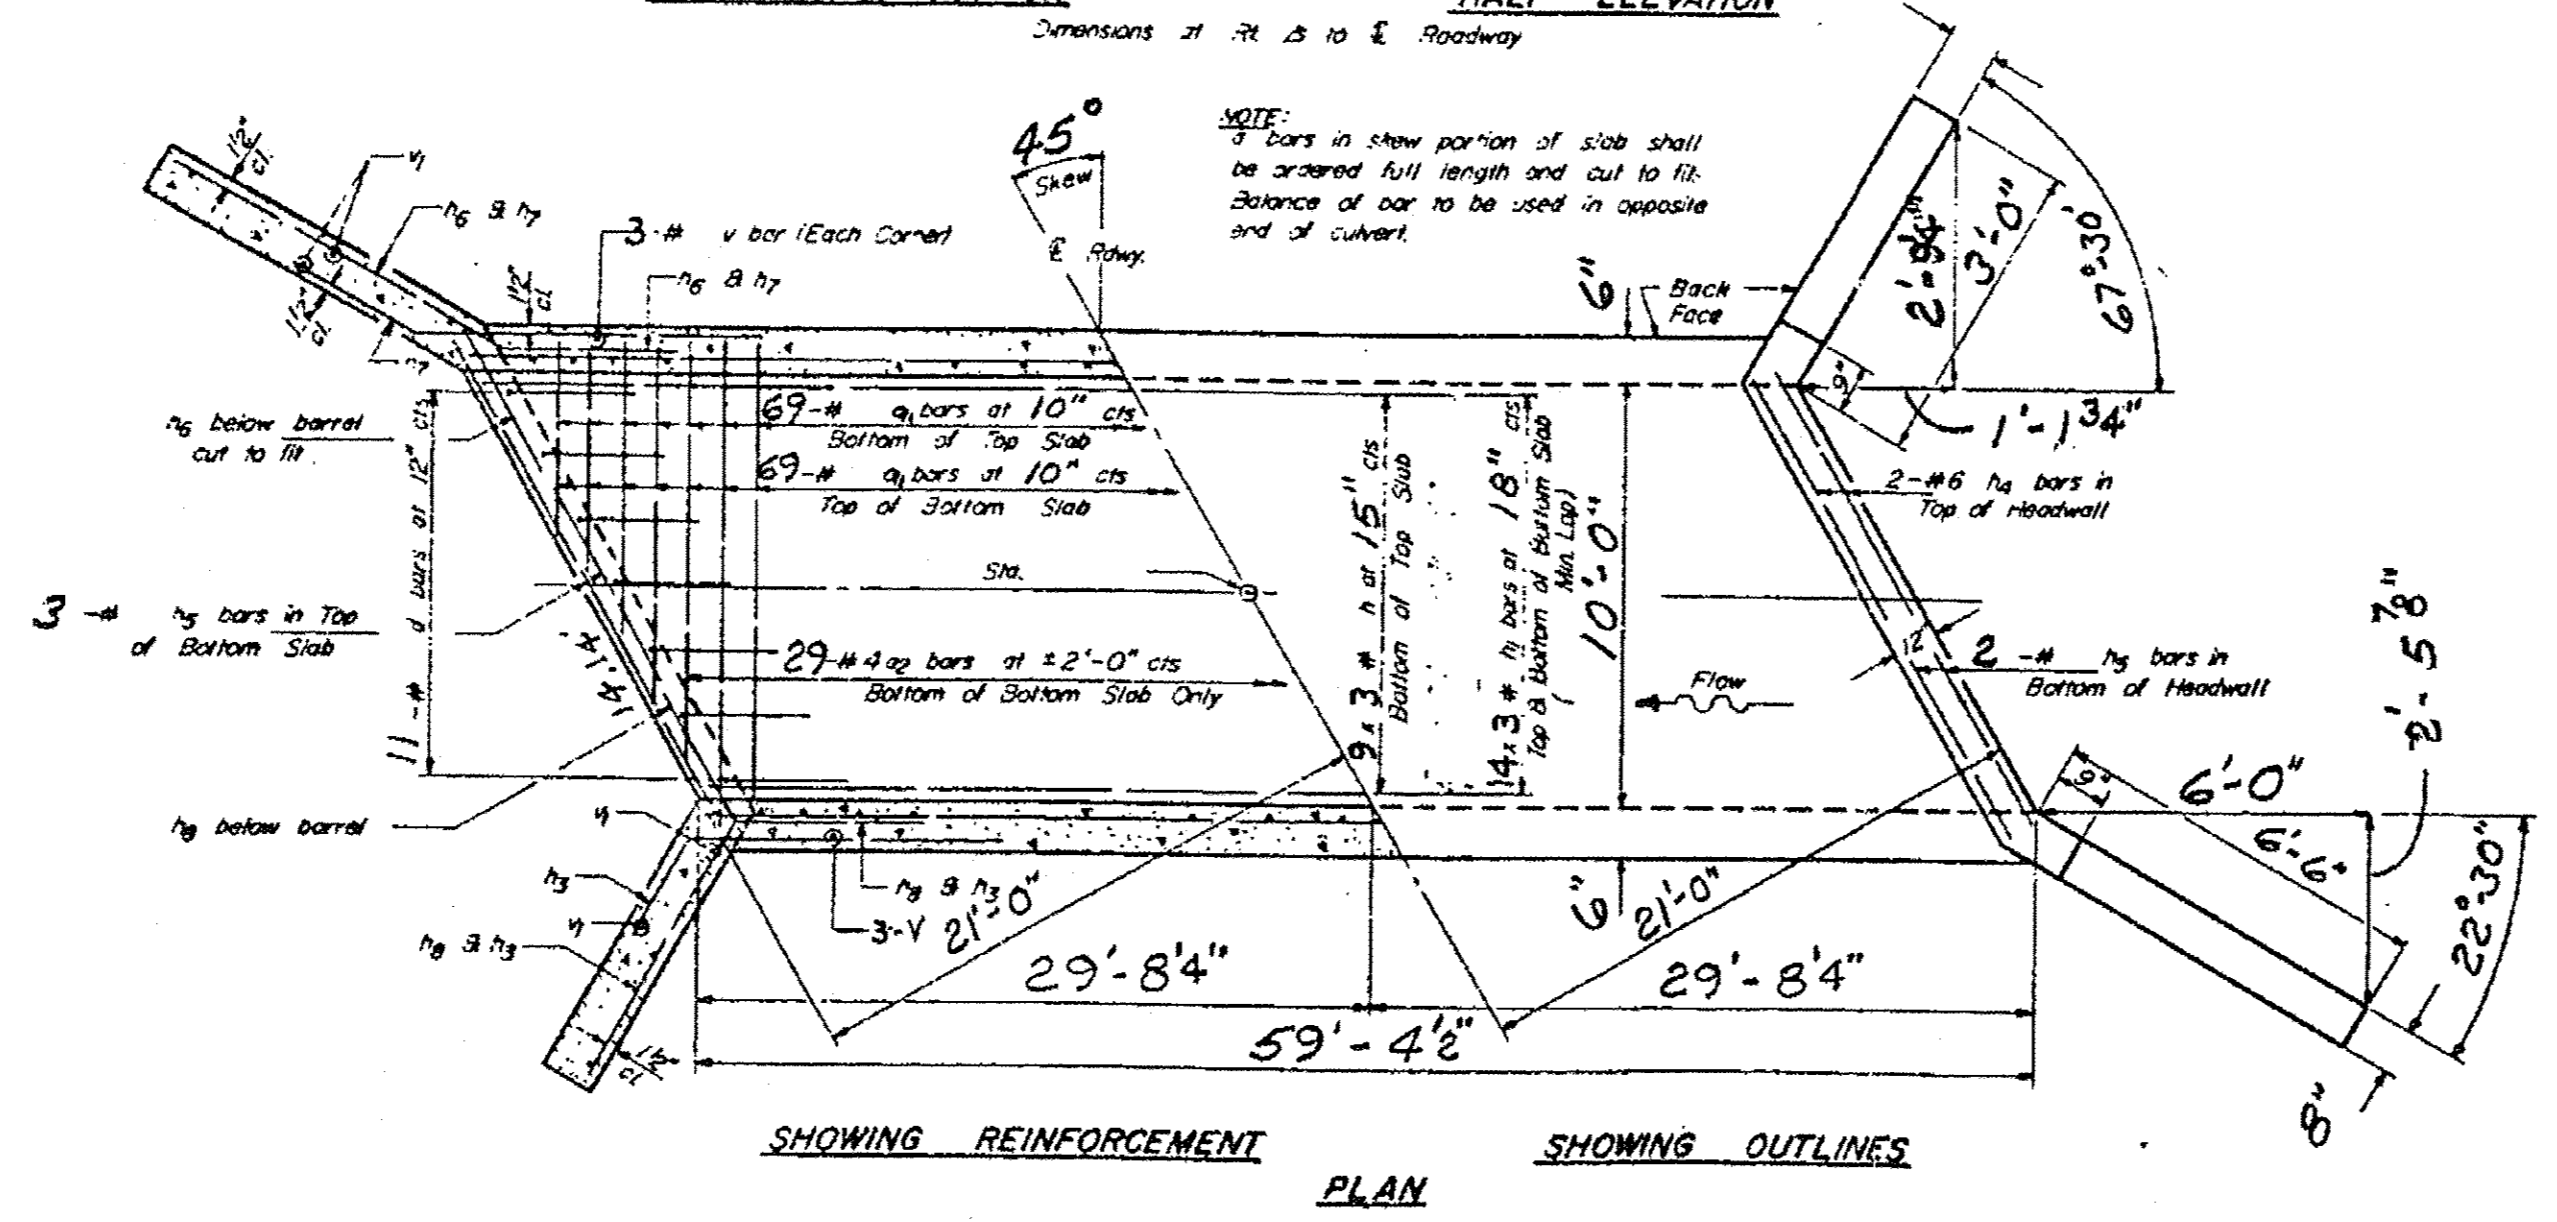 HALF ELEVATION
Dimensions at Rt ∠s to ℄ Roadway
45°
Skew
℄ Rdwy.
NOTE:
a bars in skew portion of slab shall
be ordered full length and cut to fit.
Balance of bar to be used in opposite
end of culvert.
1½"
cl.
v1
h6 & h7
3-# v bar (Each Corner)
h6 & h7
1½"
cl.
1½"
cl.
6"
Back
Face
3'-0"
67°-30'
9"
1'-1 3/4"
h6 below barrel
cut to fit
69-# a1 bars at 10" cts
Bottom of Top Slab
69-# a1 bars at 10" cts
Top of Bottom Slab
11-# d bars at 12" cts
9x3# h at 15" cts
Bottom of Top Slab
14x3# h1 bars at 18" cts
Top & bottom of Bottom Slab
( Min. Lap)
10'-0"
2-#6 h4 bars in
Top of Headwall
Sta.
3-# h5 bars in Top
of Bottom Slab
14.14'
29-#4 a2 bars at ±2'-0" cts
Bottom of Bottom Slab Only
Flow
12"
2-# h5 bars in
Bottom of Headwall
2'-5 7/8"
h8 below barrel
v1
h3
v1
h8 & h3
h8 & h3
3-V
21'-0"
6"
21'-0"
9"
6'-0"
6'-6"
22°-30"
29'-8¼"
29'-8¼"
59'-4½"
1½"
cl.
8"
SHOWING REINFORCEMENT
SHOWING OUTLINES
PLAN